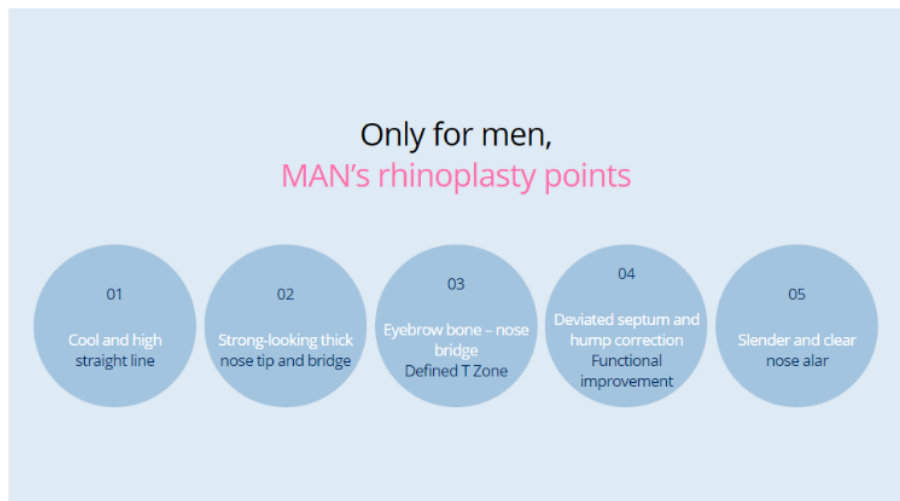 Only for men,
MAN’s rhinoplasty points
01
Cool and high
straight line
02
Strong-looking thick
nose tip and bridge
03
Eyebrow bone – nose
bridge
Defined T Zone
04
Deviated septum and
hump correction
Functional
improvement
05
Slender and clear
nose alar